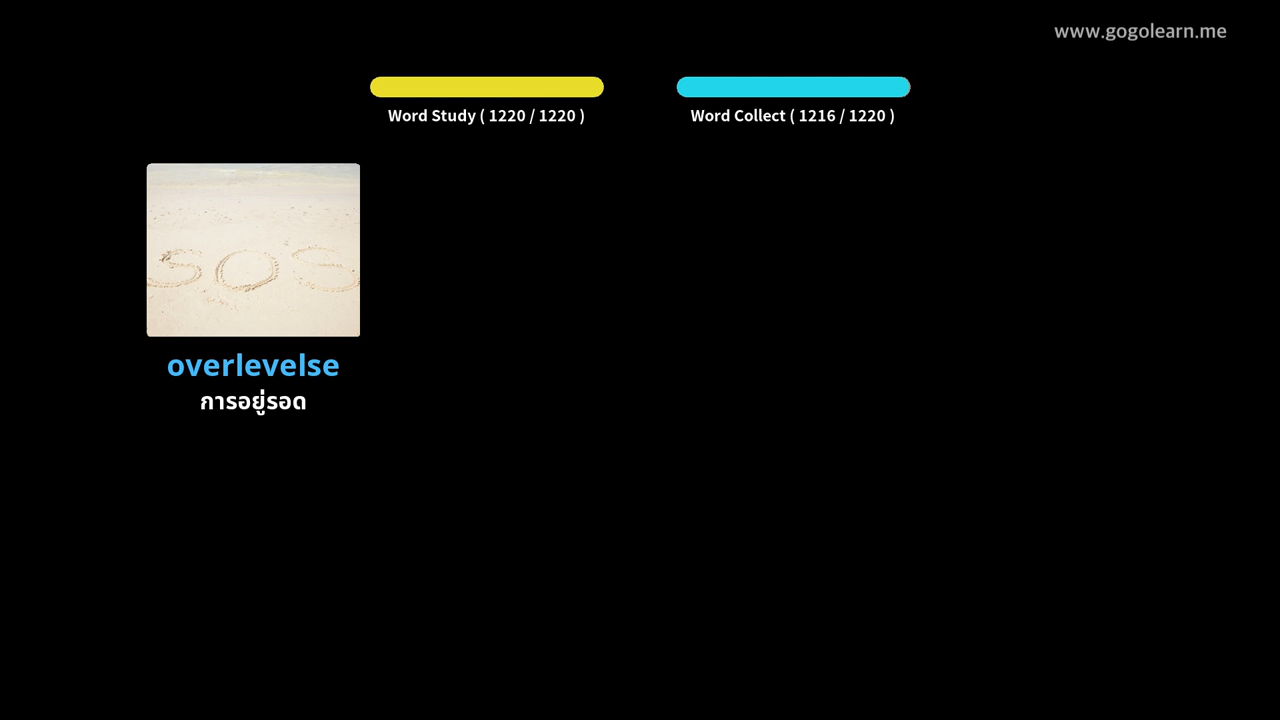 www.gogolearn.me
Word Study ( 1220 / 1220 )
Word Collect ( 1216 / 1220 )
SOS
overlevelse
การอยู่รอด